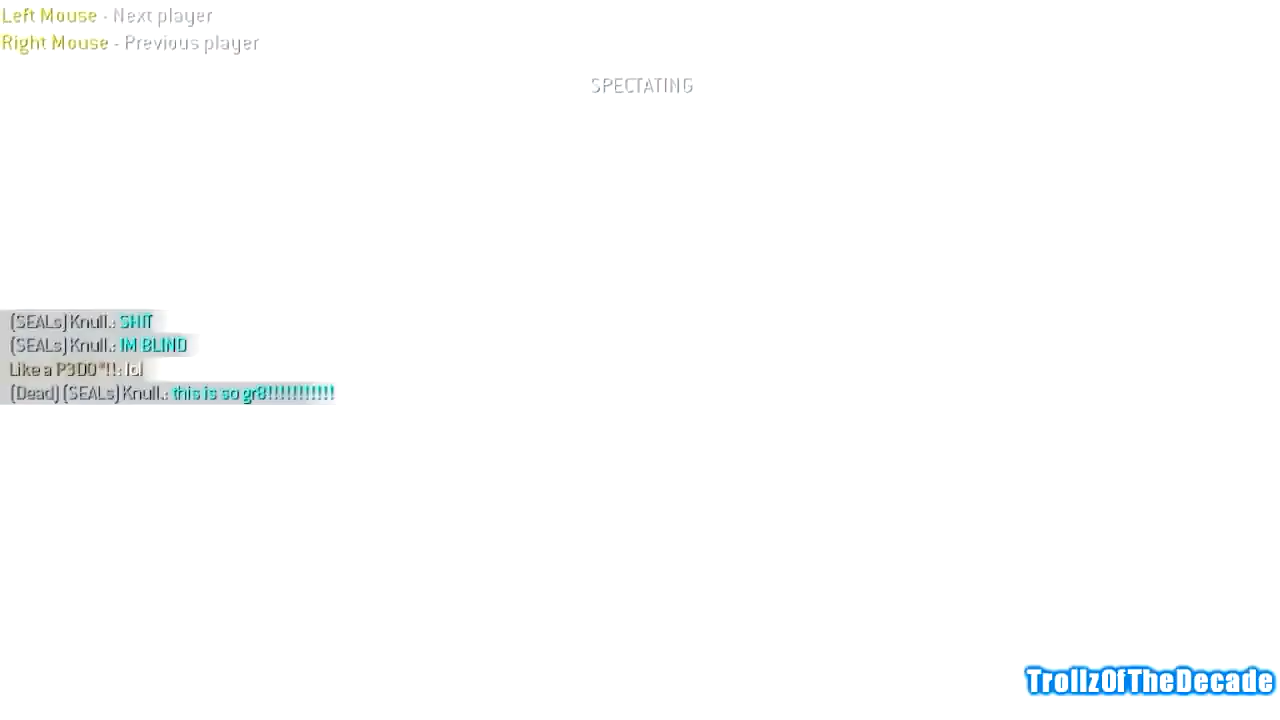 Left Mouse - Next player
Right Mouse - Previous player
SPECTATING
(SEALs)Knull.: SHIT
(SEALs)Knull.: IM BLIND
Like a P3DO*!!: lol
(Dead)(SEALs)Knull.: this is so gr8!!!!!!!!!!!
TrollzOfTheDecade